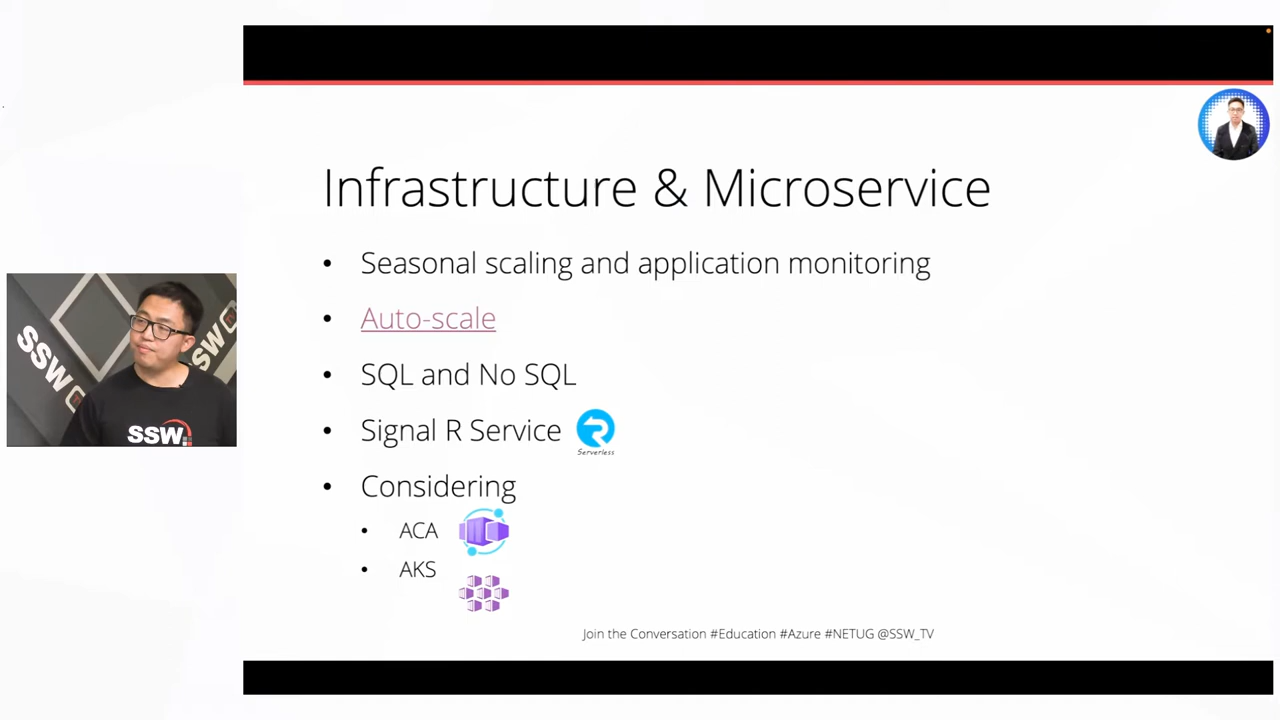 Infrastructure & Microservice
• Seasonal scaling and application monitoring
• Auto-scale
• SQL and No SQL
• Signal R Service
Serverless
• Considering
• ACA
• AKS
Join the Conversation #Education #Azure #NETUG @SSW_TV
SSW
SSW
SSW